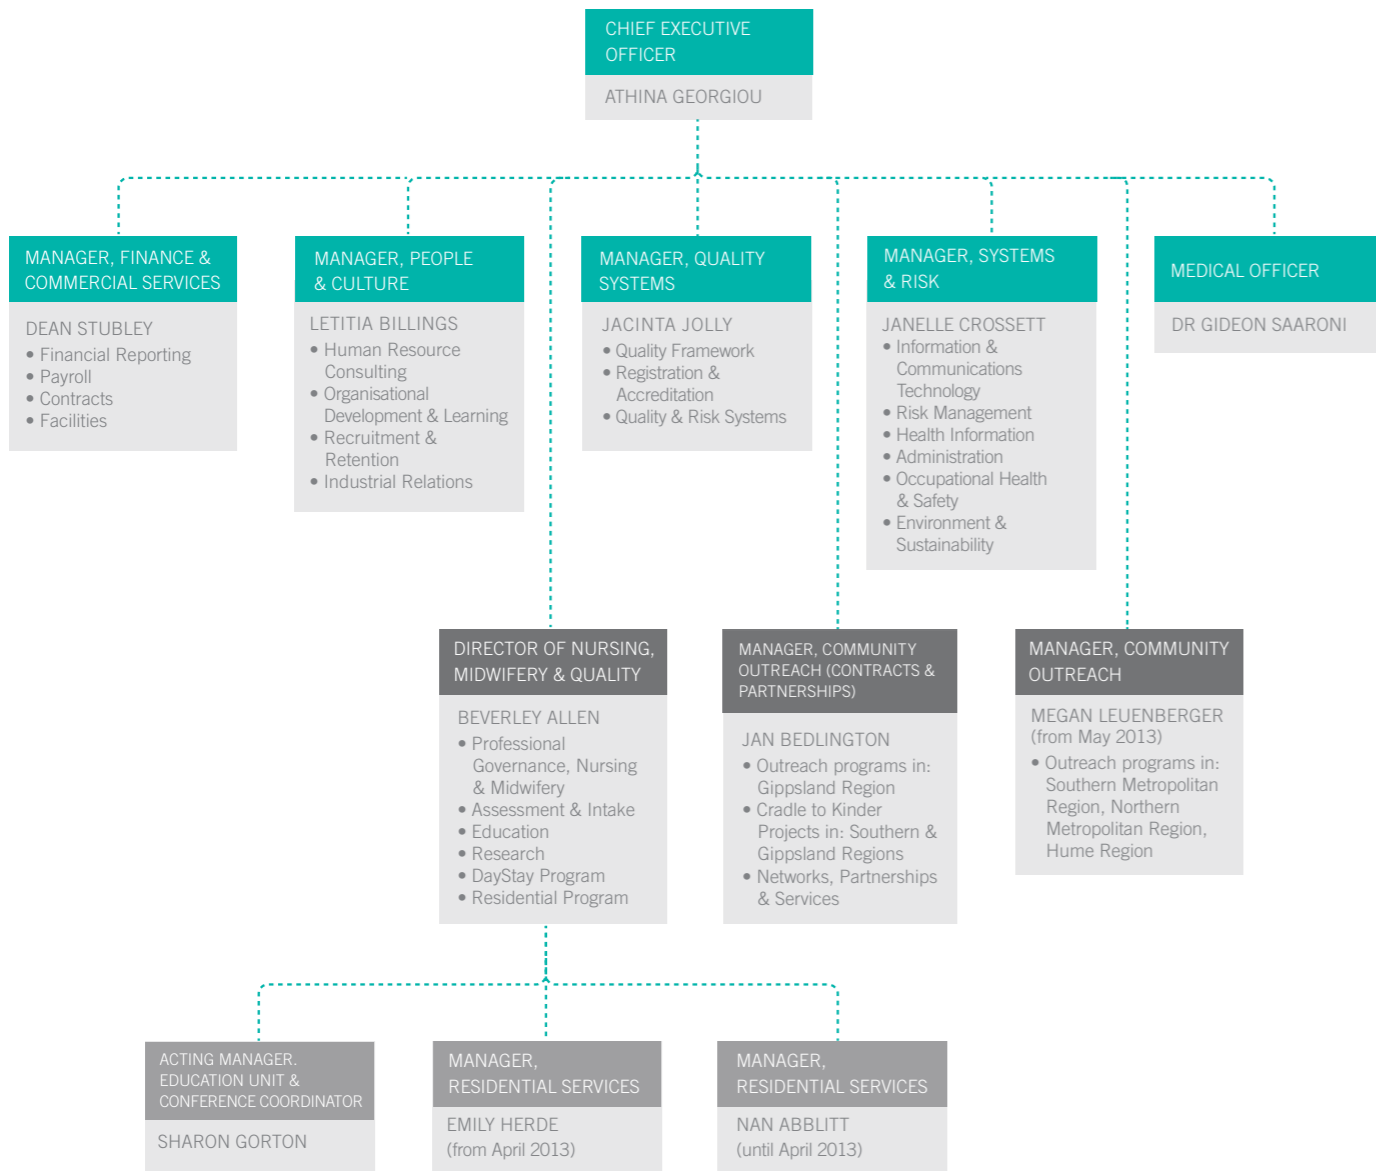 CHIEF EXECUTIVE
OFFICER
ATHINA GEORGIOU
MANAGER, FINANCE &
COMMERCIAL SERVICES
DEAN STUBLEY
• Financial Reporting
• Payroll
• Contracts
• Facilities
MANAGER, PEOPLE
& CULTURE
LETITIA BILLINGS
• Human Resource
Consulting
• Organisational
Development & Learning
• Recruitment &
Retention
• Industrial Relations
MANAGER, QUALITY
SYSTEMS
JACINTA JOLLY
• Quality Framework
• Registration &
Accreditation
• Quality & Risk Systems
MANAGER, SYSTEMS
& RISK
JANELLE CROSSETT
• Information &
Communications
Technology
• Risk Management
• Health Information
• Administration
• Occupational Health
& Safety
• Environment &
Sustainability
MEDICAL OFFICER
DR GIDEON SAARONI
DIRECTOR OF NURSING,
MIDWIFERY & QUALITY
BEVERLEY ALLEN
• Professional
Governance, Nursing
& Midwifery
• Assessment & Intake
• Education
• Research
• DayStay Program
• Residential Program
MANAGER, COMMUNITY
OUTREACH (CONTRACTS &
PARTNERSHIPS)
JAN BEDLINGTON
• Outreach programs in:
Gippsland Region
• Cradle to Kinder
Projects in: Southern &
Gippsland Regions
• Networks, Partnerships
& Services
MANAGER, COMMUNITY
OUTREACH
MEGAN LEUENBERGER
(from May 2013)
• Outreach programs in:
Southern Metropolitan
Region, Northern
Metropolitan Region,
Hume Region
ACTING MANAGER.
EDUCATION UNIT &
CONFERENCE COORDINATOR
SHARON GORTON
MANAGER,
RESIDENTIAL SERVICES
EMILY HERDE
(from April 2013)
MANAGER,
RESIDENTIAL SERVICES
NAN ABBLITT
(until April 2013)